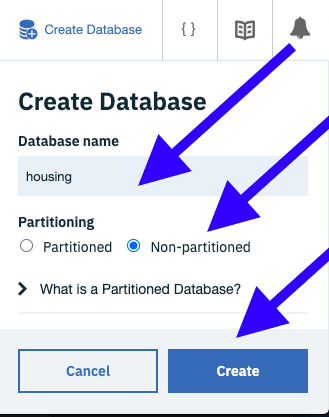 Create Database
{ }
Create Database
Database name
housing
Partitioning
Partitioned Non-partitioned
What is a Partitioned Database?
Cancel Create